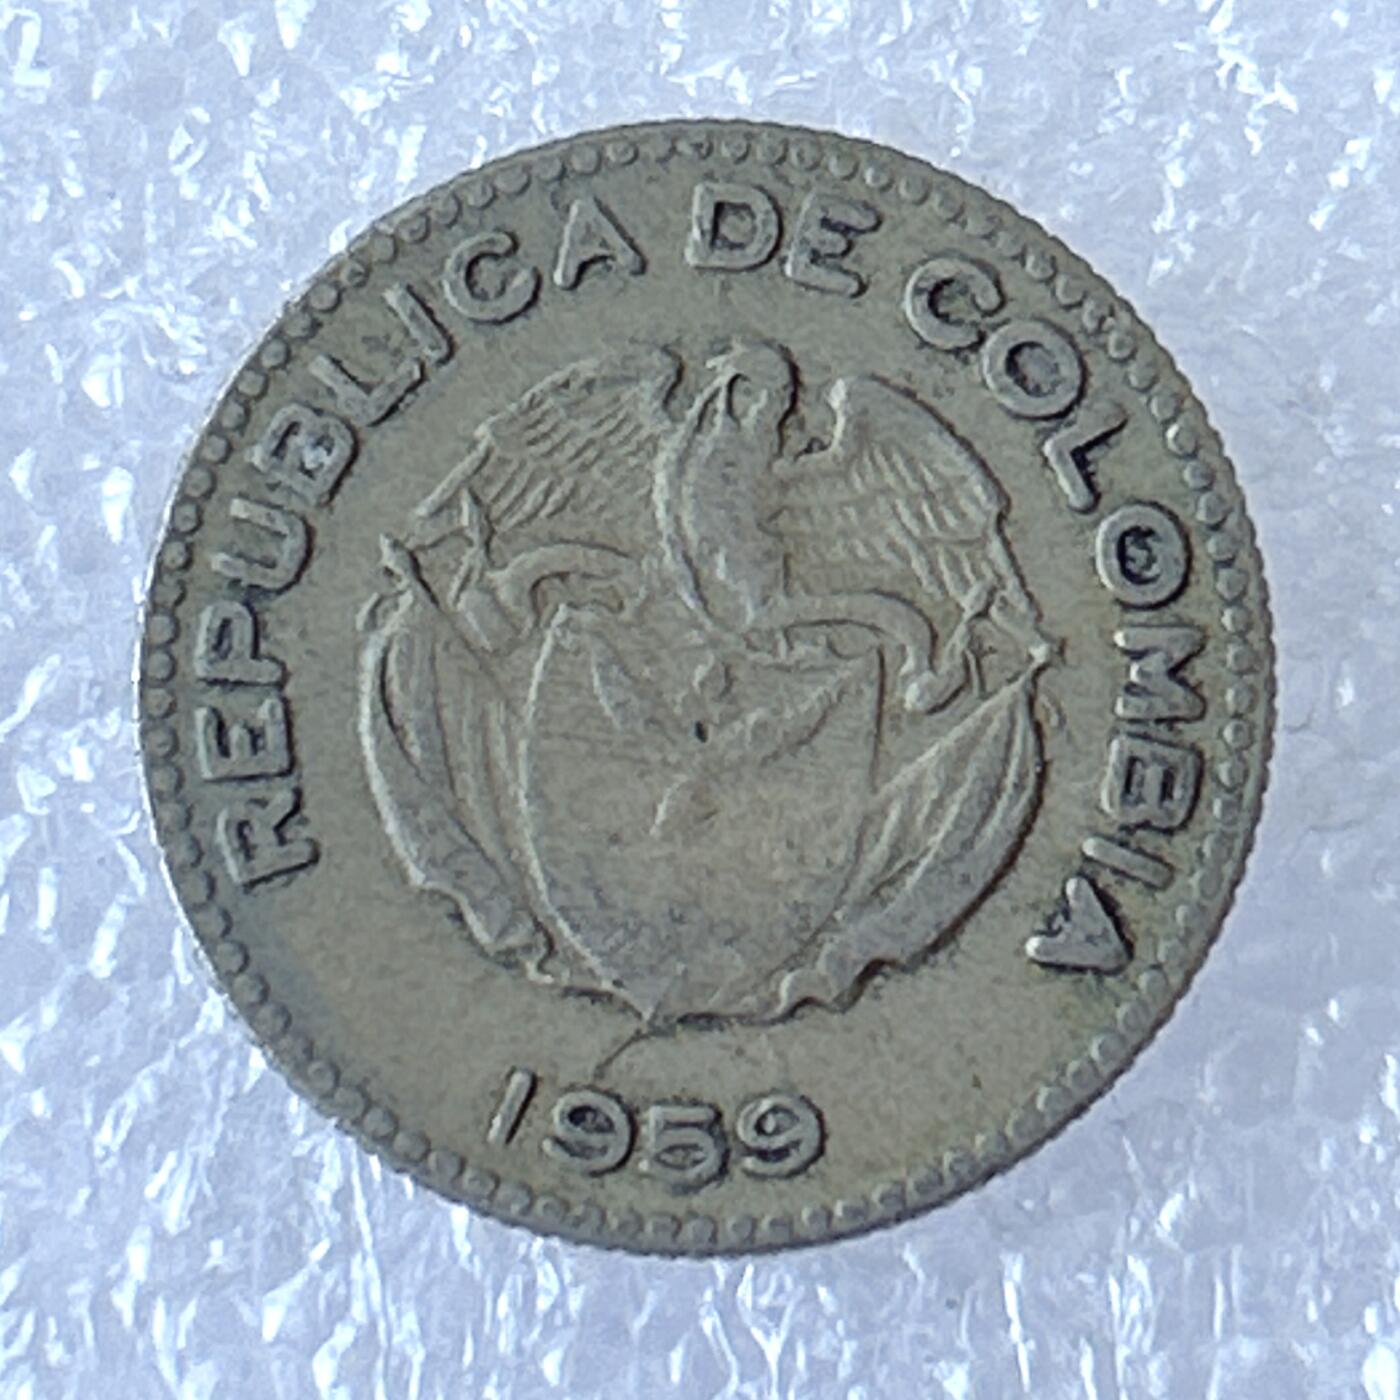 REPUBLICA DE COLOMBIA
1959